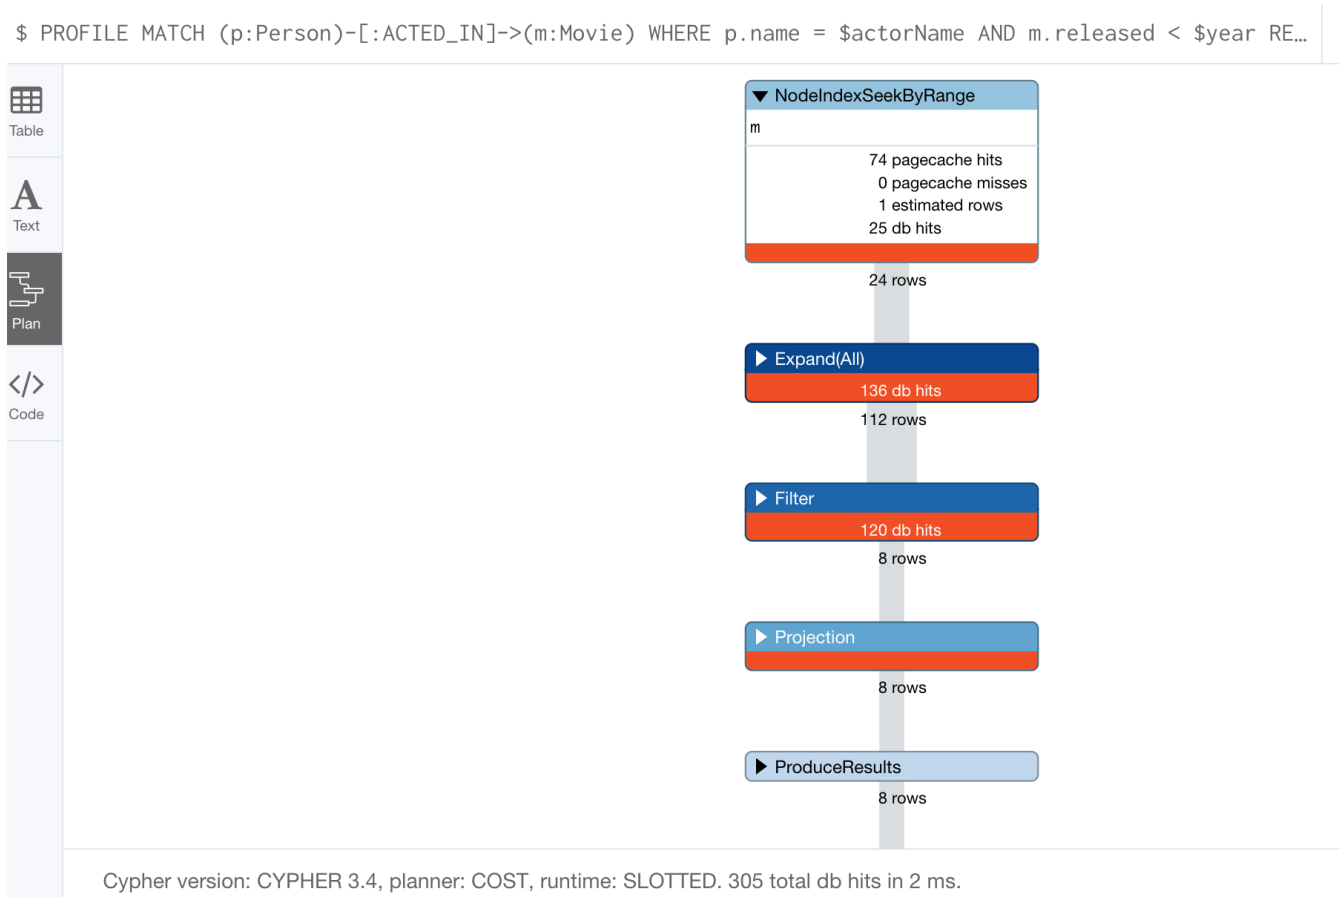 $ PROFILE MATCH (p:Person)-[:ACTED_IN]->(m:Movie) WHERE p.name = $actorName AND m.released < $year RE…
Table
Text
Plan
Code
NodeIndexSeekByRange
m
74 pagecache hits
0 pagecache misses
1 estimated rows
25 db hits
24 rows
Expand(All)
136 db hits
112 rows
Filter
120 db hits
8 rows
Projection
8 rows
ProduceResults
8 rows
Cypher version: CYPHER 3.4, planner: COST, runtime: SLOTTED. 305 total db hits in 2 ms.